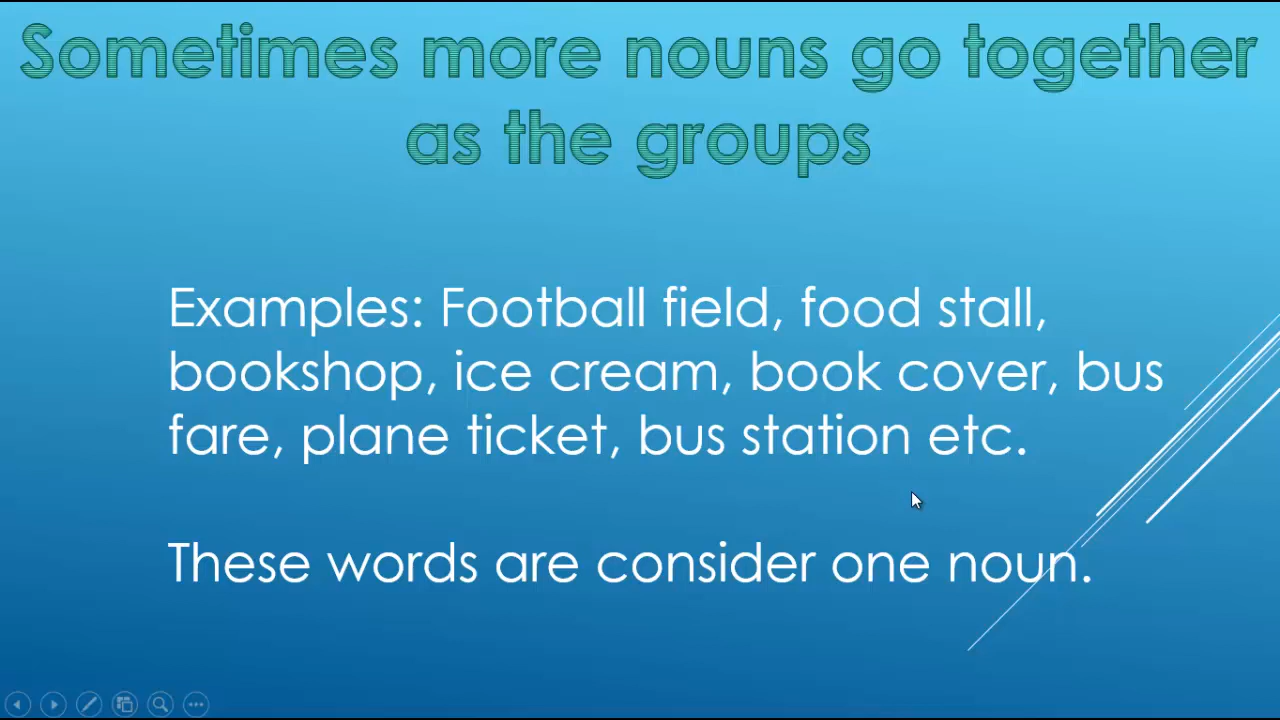 Sometimes more nouns go together
as the groups
Examples: Football field, food stall,
bookshop, ice cream, book cover, bus
fare, plane ticket, bus station etc.
These words are consider one noun.